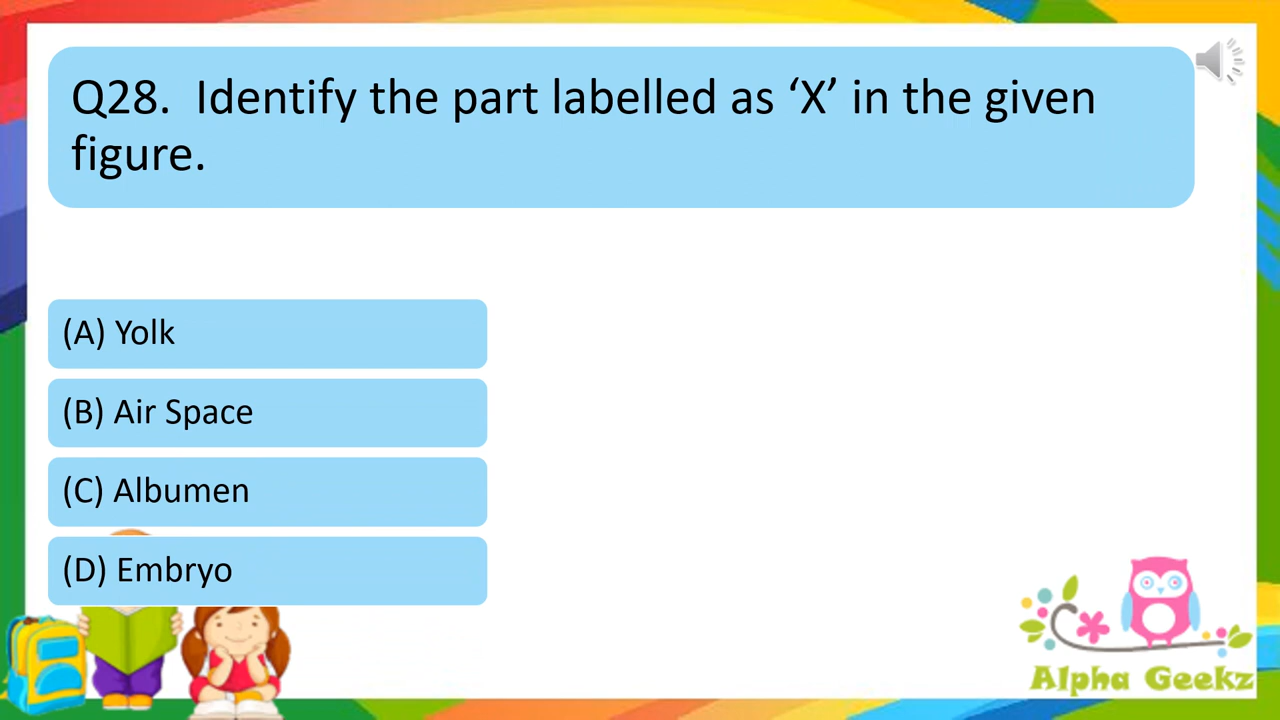 Q28.  Identify the part labelled as ‘X’ in the given
figure.
(A) Yolk
(B) Air Space
(C) Albumen
(D) Embryo
Alpha Geekz